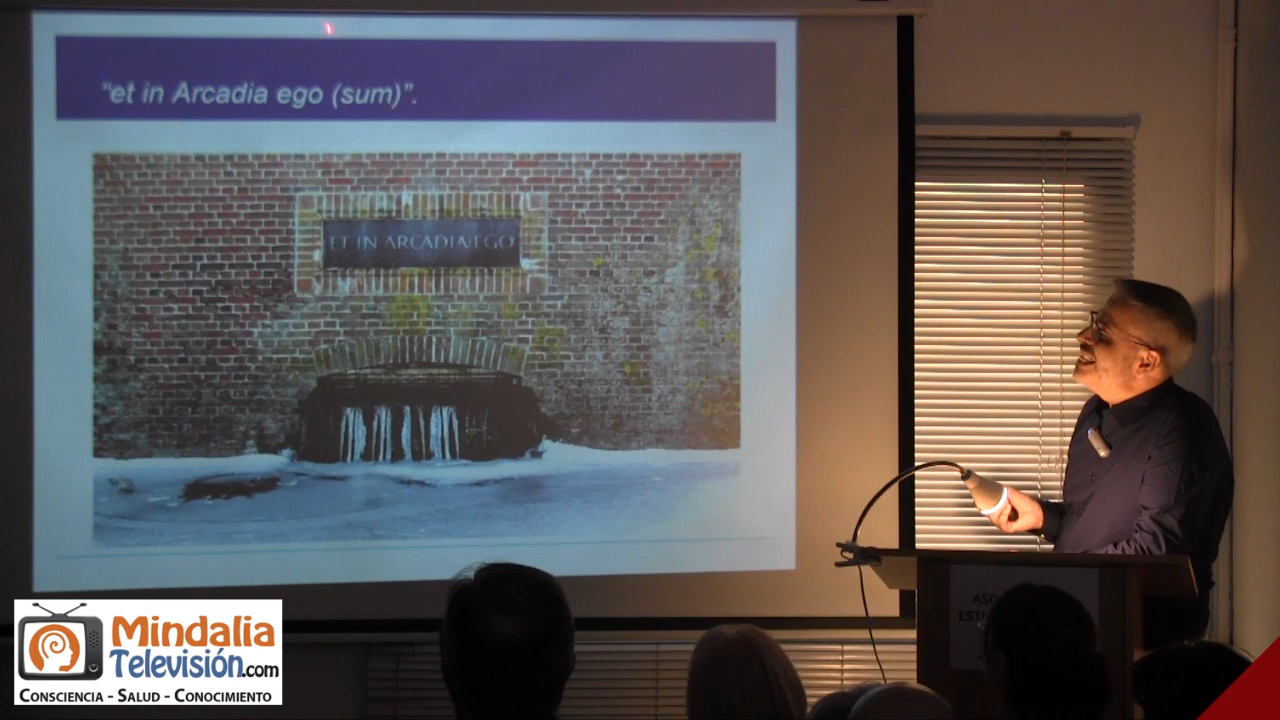 "et in Arcadia ego (sum)".
ET IN ARCADIA EGO
Mindalia
Televisión.com
CONSCIENCIA - SALUD - CONOCIMIENTO